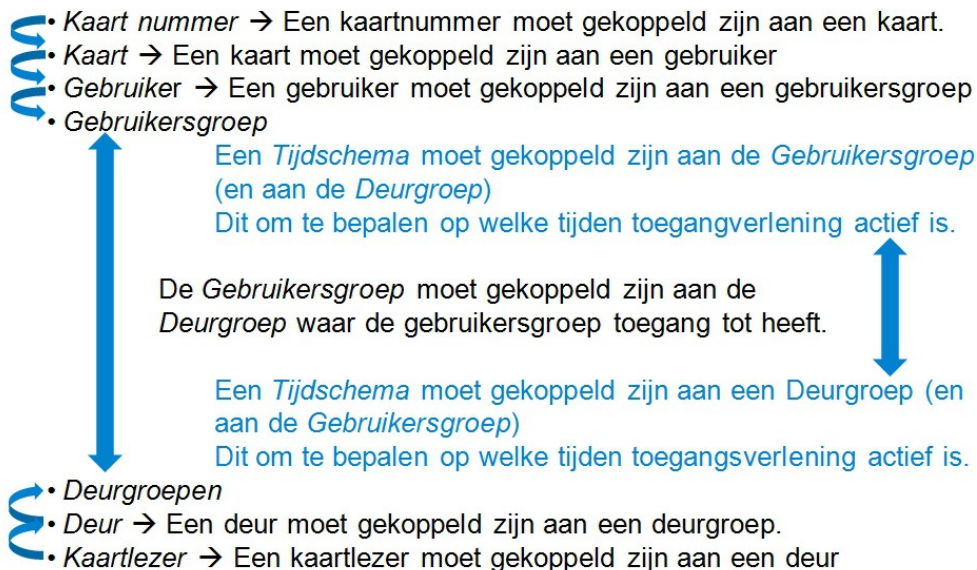 • Kaart nummer → Een kaartnummer moet gekoppeld zijn aan een kaart.
• Kaart → Een kaart moet gekoppeld zijn aan een gebruiker
• Gebruiker → Een gebruiker moet gekoppeld zijn aan een gebruikersgroep
• Gebruikersgroep
Een Tijdschema moet gekoppeld zijn aan de Gebruikersgroep
(en aan de Deurgroep)
Dit om te bepalen op welke tijden toegangverlening actief is.
De Gebruikersgroep moet gekoppeld zijn aan de
Deurgroep waar de gebruikersgroep toegang tot heeft.
Een Tijdschema moet gekoppeld zijn aan een Deurgroep (en
aan de Gebruikersgroep)
Dit om te bepalen op welke tijden toegangsverlening actief is.
• Deurgroepen
• Deur → Een deur moet gekoppeld zijn aan een deurgroep.
• Kaartlezer → Een kaartlezer moet gekoppeld zijn aan een deur